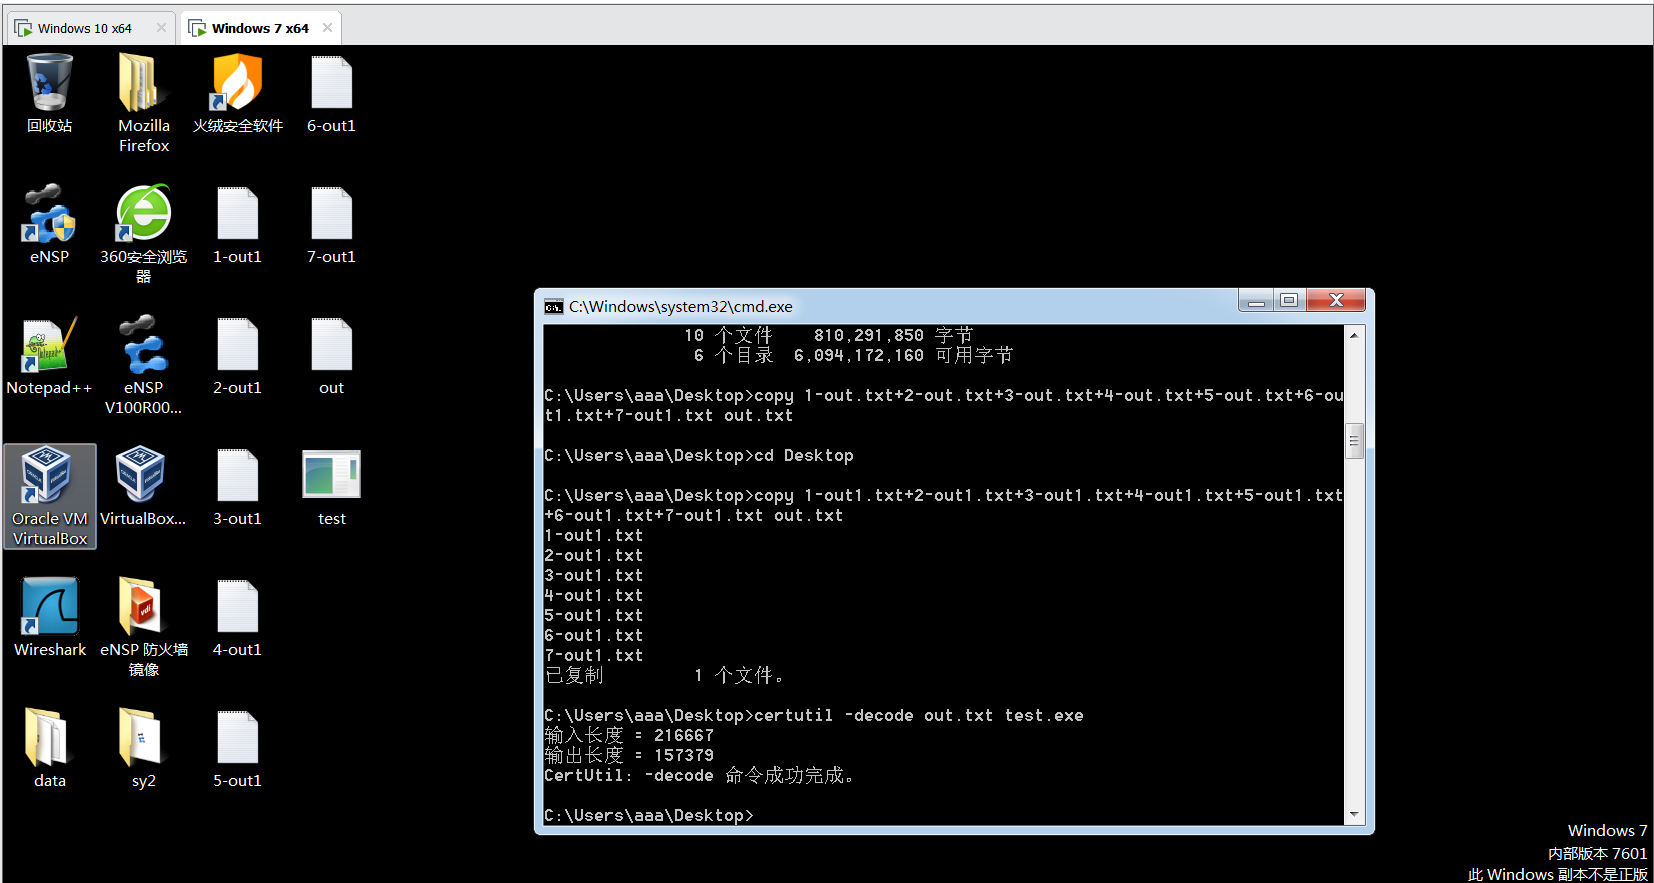 Windows 10 x64
Windows 7 x64
回收站
Mozilla
Firefox
火绒安全软件
6-out1
eNSP
360安全浏览
器
1-out1
7-out1
Notepad++
eNSP
V100R00...
2-out1
out
Oracle VM
VirtualBox
VirtualBox...
3-out1
test
Wireshark
eNSP 防火墙
镜像
4-out1
data
sy2
5-out1
C:\Windows\system32\cmd.exe
10 个文件 810,291,850 字节
6 个目录 6,094,172,160 可用字节
C:\Users\aaa\Desktop>copy 1-out.txt+2-out.txt+3-out.txt+4-out.txt+5-out.txt+6-ou
t1.txt+7-out1.txt out.txt
C:\Users\aaa\Desktop>cd Desktop
C:\Users\aaa\Desktop>copy 1-out1.txt+2-out1.txt+3-out1.txt+4-out1.txt+5-out1.txt
+6-out1.txt+7-out1.txt out.txt
1-out1.txt
2-out1.txt
3-out1.txt
4-out1.txt
5-out1.txt
6-out1.txt
7-out1.txt
已复制 1 个文件。
C:\Users\aaa\Desktop>certutil -decode out.txt test.exe
输入长度 = 216667
输出长度 = 157379
CertUtil: -decode 命令成功完成。
C:\Users\aaa\Desktop>
Windows 7
内部版本 7601
此 Windows 副本不是正版